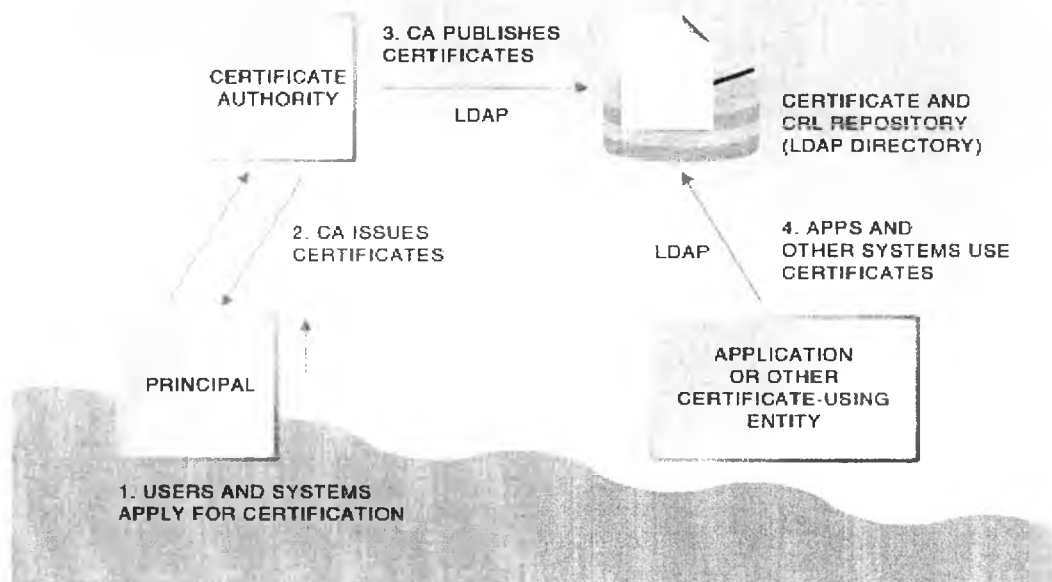 3. CA PUBLISHES
CERTIFICATES
CERTIFICATE
AUTHORITY
LDAP
CERTIFICATE AND
CRL REPOSITORY
(LDAP DIRECTORY)
2. CA ISSUES
CERTIFICATES
LDAP
4. APPS AND
OTHER SYSTEMS USE
CERTIFICATES
PRINCIPAL
APPLICATION
OR OTHER
CERTIFICATE-USING
ENTITY
1. USERS AND SYSTEMS
APPLY FOR CERTIFICATION